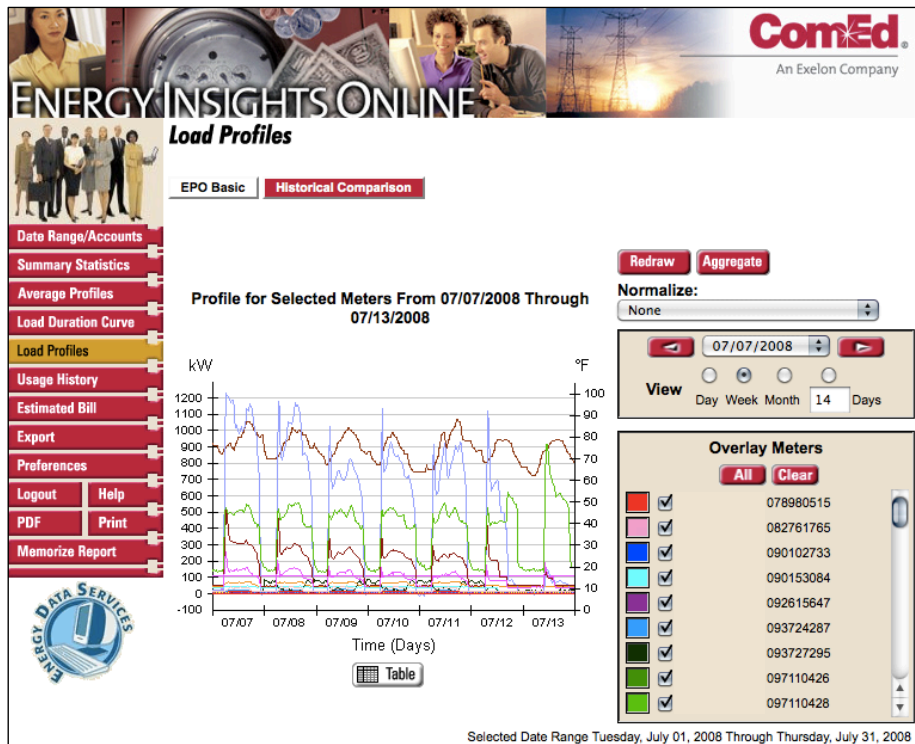 ComEd®
An Exelon Company
ENERGY INSIGHTS ONLINE
Load Profiles
EPO Basic
Historical Comparison
Date Range/Accounts
Summary Statistics
Average Profiles
Load Duration Curve
Load Profiles
Usage History
Estimated Bill
Export
Preferences
Logout Help
PDF Print
Memorize Report
ENERGY DATA SERVICES
Profile for Selected Meters From 07/07/2008 Through
07/13/2008
kW
°F
1200
1100
1000
900
800
700
600
500
400
300
200
100
0
-100
100
90
80
70
60
50
40
30
20
10
0
07/07 07/08 07/09 07/10 07/11 07/12 07/13
Time (Days)
Table
Redraw Aggregate
Normalize:
None
07/07/2008
View
Day Week Month 14 Days
Overlay Meters
All Clear
078980515
082761765
090102733
090153084
092615647
093724287
093727295
097110426
097110428
Selected Date Range Tuesday, July 01, 2008 Through Thursday, July 31, 2008